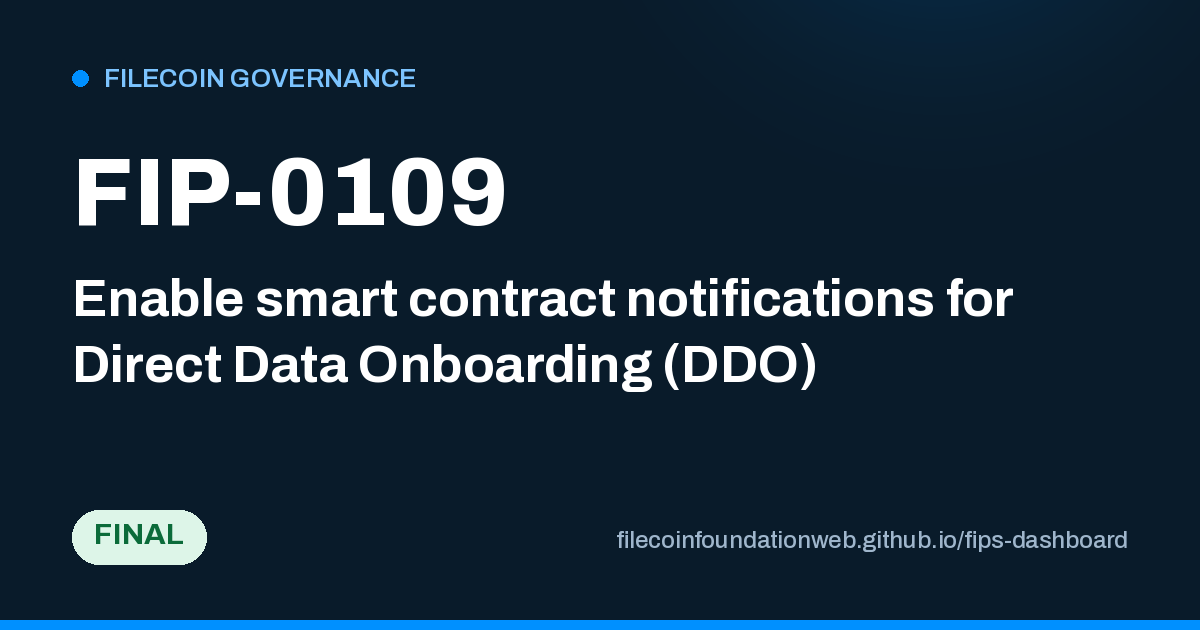 FILECOIN GOVERNANCE
FIP-0109
Enable smart contract notifications for
Direct Data Onboarding (DDO)
FINAL
filecoinfoundationweb.github.io/fips-dashboard